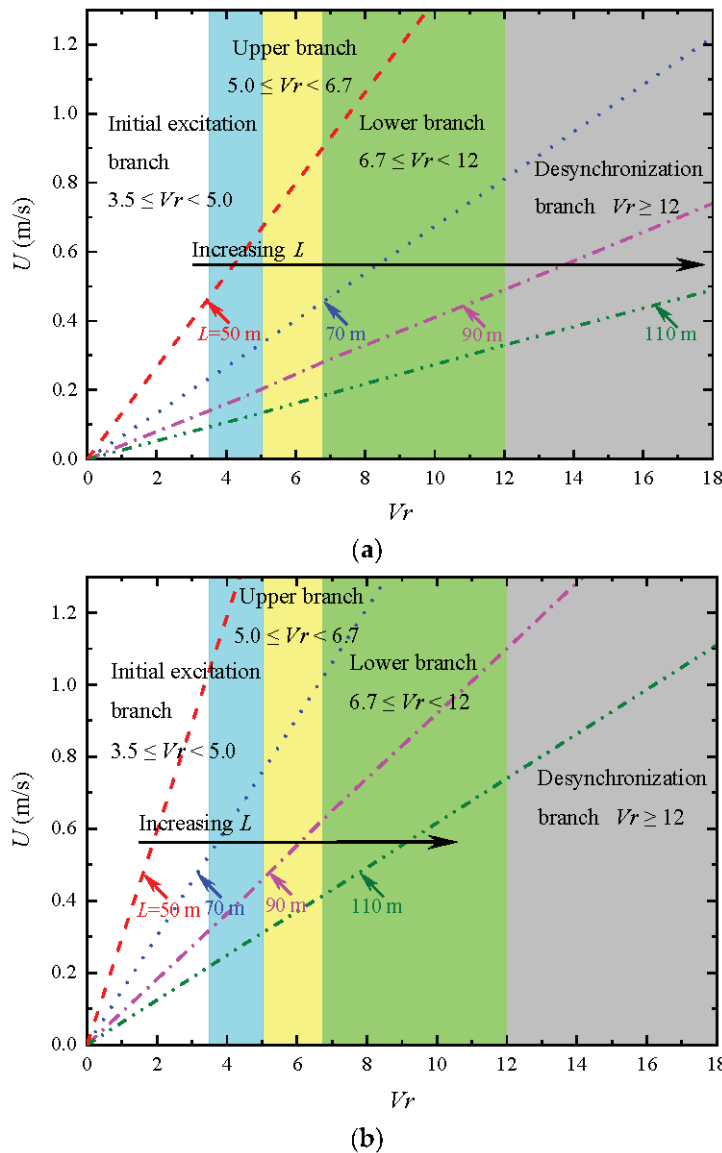 1.2
1.0
0.8
0.6
0.4
0.2
0.0
U (m/s)
Upper branch
5.0 ≤ Vr < 6.7
Initial excitation
branch
3.5 ≤ Vr < 5.0
Lower branch
6.7 ≤ Vr < 12
Desynchronization
branch Vr ≥ 12
Increasing L
L=50 m
70 m
90 m
110 m
0 2 4 6 8 10 12 14 16 18
Vr
(a)
1.2
1.0
0.8
0.6
0.4
0.2
0.0
U (m/s)
Upper branch
5.0 ≤ Vr < 6.7
Initial excitation
branch
3.5 ≤ Vr < 5.0
Lower branch
6.7 ≤ Vr < 12
Desynchronization
branch Vr ≥ 12
Increasing L
L=50 m
70 m
90 m
110 m
0 2 4 6 8 10 12 14 16 18
Vr
(b)